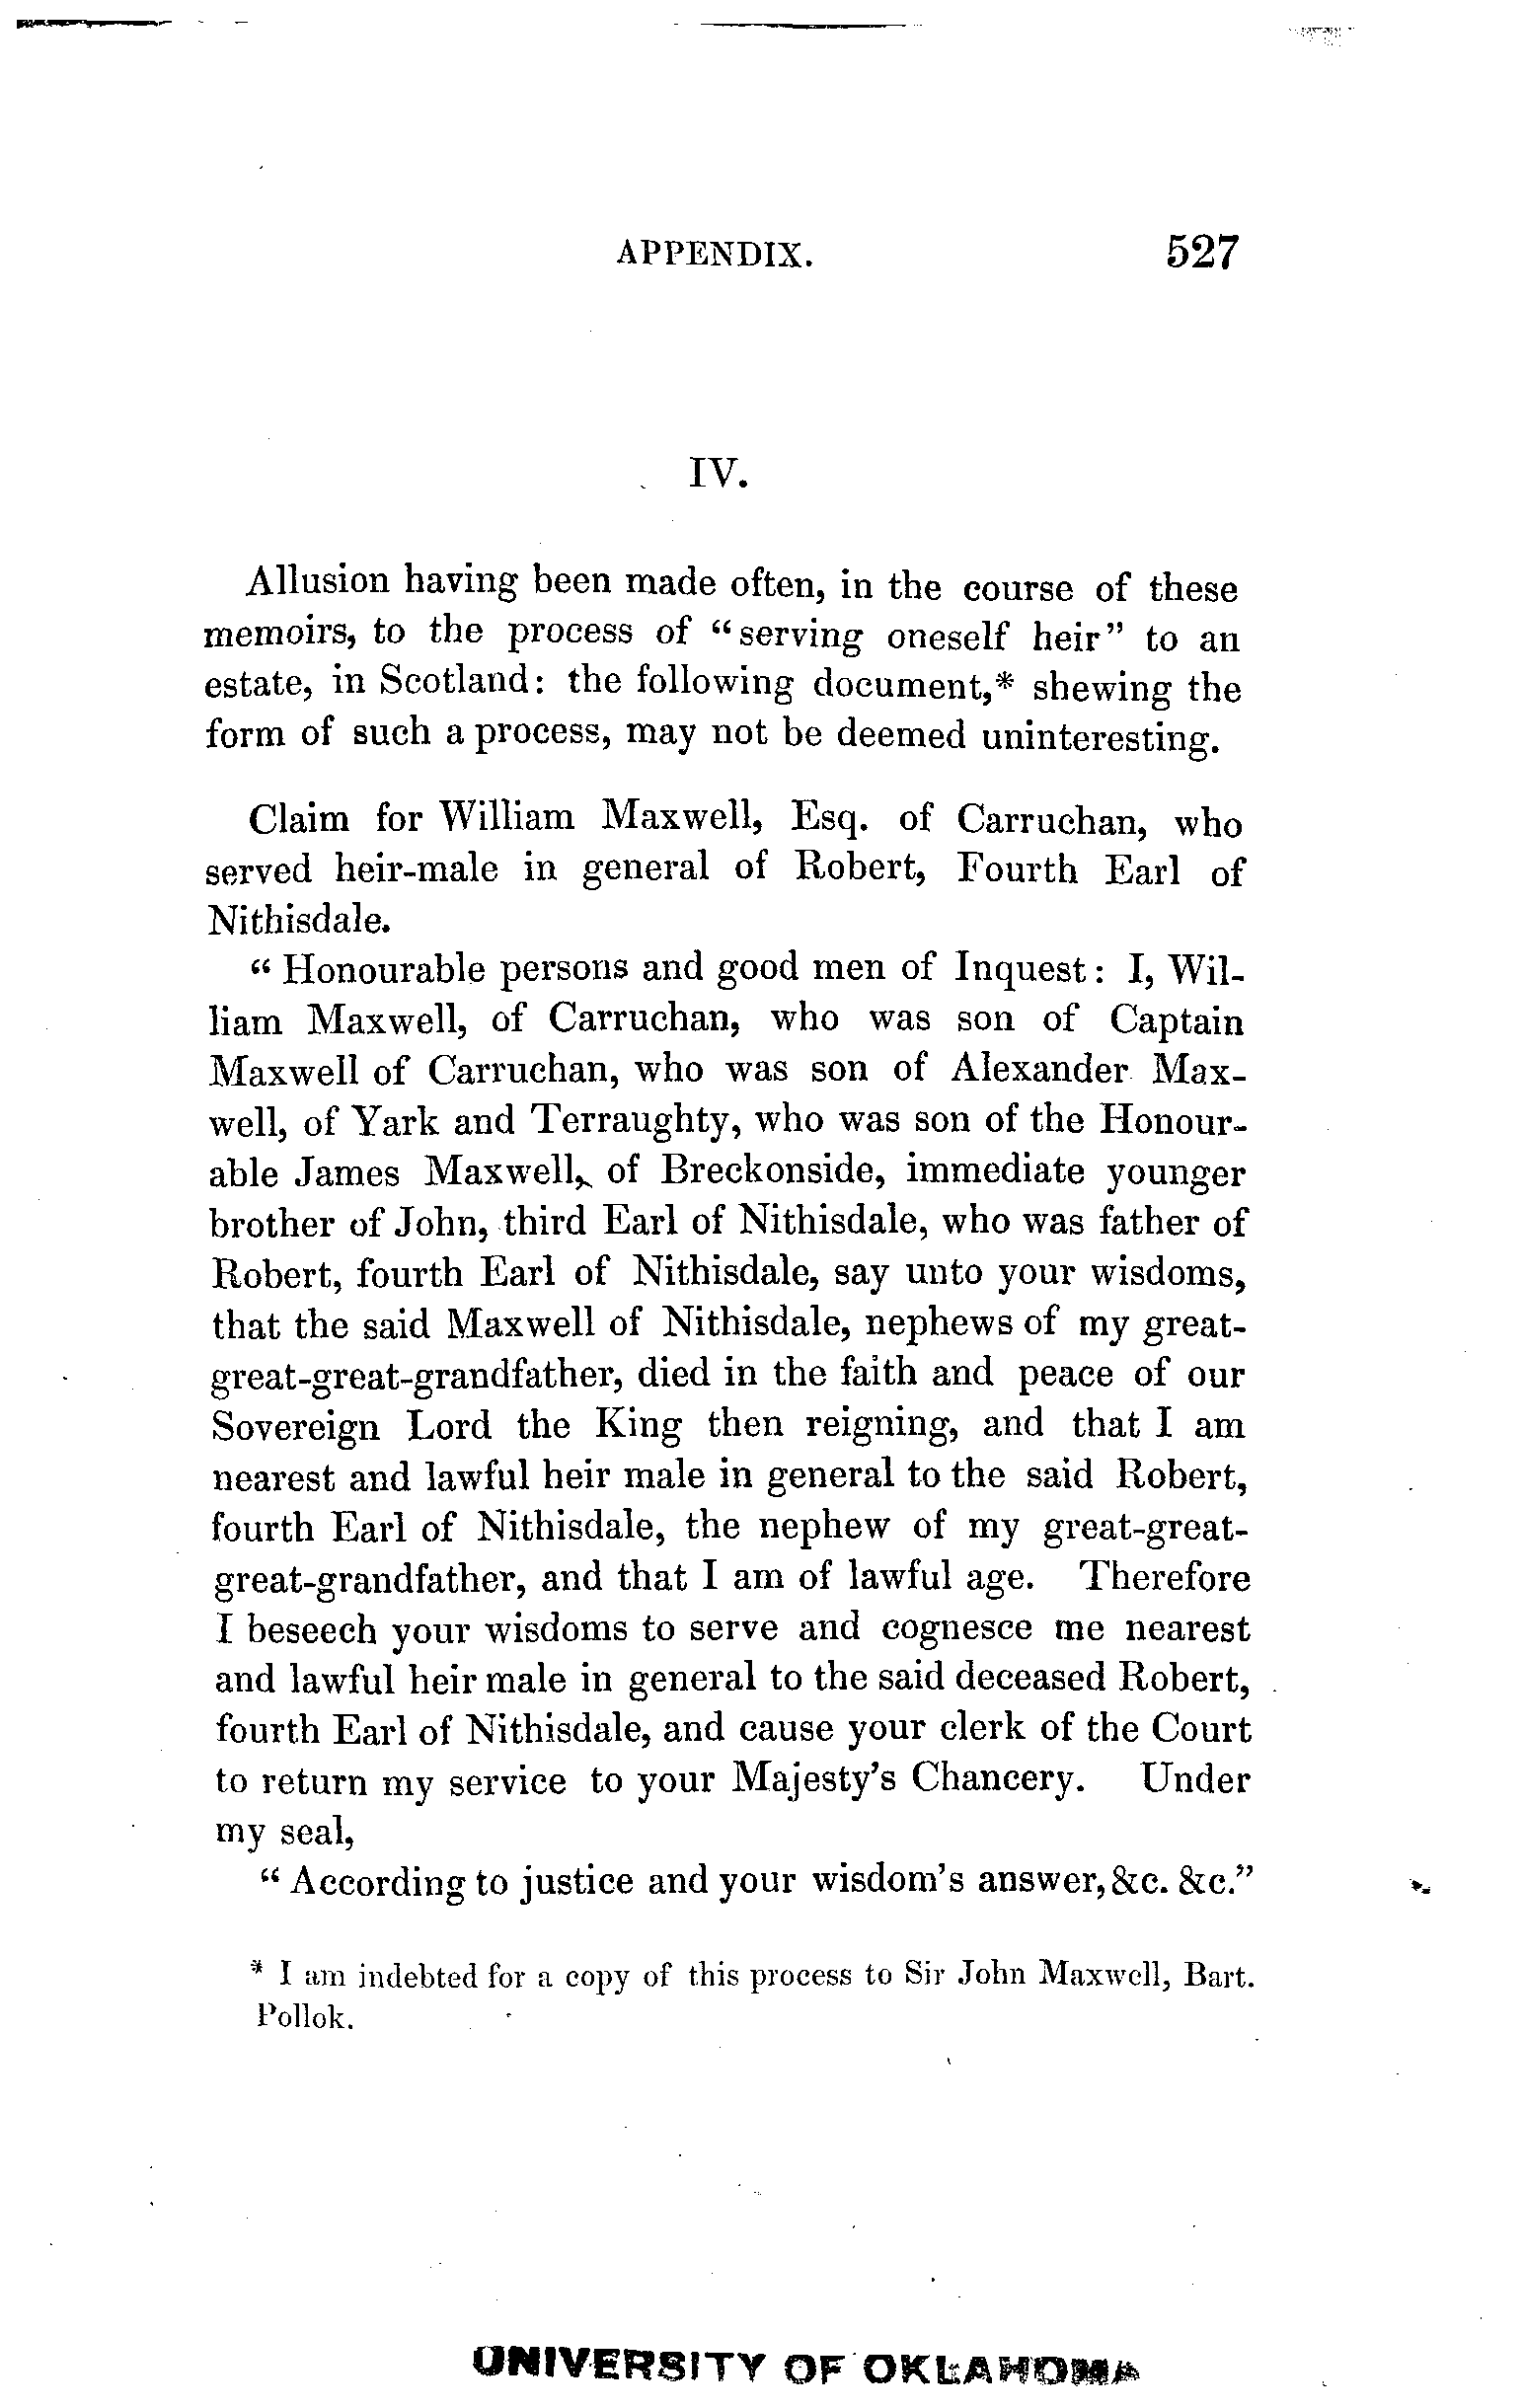 APPENDIX. 527
IV.
Allusion having been made often, in the course of these
memoirs, to the process of "serving oneself heir" to an
estate, in Scotland: the following document,* shewing the
form of such a process, may not be deemed uninteresting.
Claim for William Maxwell, Esq. of Carruchan, who
served heir-male in general of Robert, Fourth Earl of
Nithisdale.
"Honourable persons and good men of Inquest: I, Wil-
liam Maxwell, of Carruchan, who was son of Captain
Maxwell of Carruchan, who was son of Alexander Max-
well, of Yark and Terraughty, who was son of the Honour-
able James Maxwell, of Breckonside, immediate younger
brother of John, third Earl of Nithisdale, who was father of
Robert, fourth Earl of Nithisdale, say unto your wisdoms,
that the said Maxwell of Nithisdale, nephews of my great-
great-great-grandfather, died in the faith and peace of our
Sovereign Lord the King then reigning, and that I am
nearest and lawful heir male in general to the said Robert,
fourth Earl of Nithisdale, the nephew of my great-great-
great-grandfather, and that I am of lawful age. Therefore
I beseech your wisdoms to serve and cognesce me nearest
and lawful heir male in general to the said deceased Robert,
fourth Earl of Nithisdale, and cause your clerk of the Court
to return my service to your Majesty's Chancery. Under
my seal,
"According to justice and your wisdom's answer, &c. &c."
* I am indebted for a copy of this process to Sir John Maxwell, Bart.
Pollok.
UNIVERSITY OF OKLAHOMA